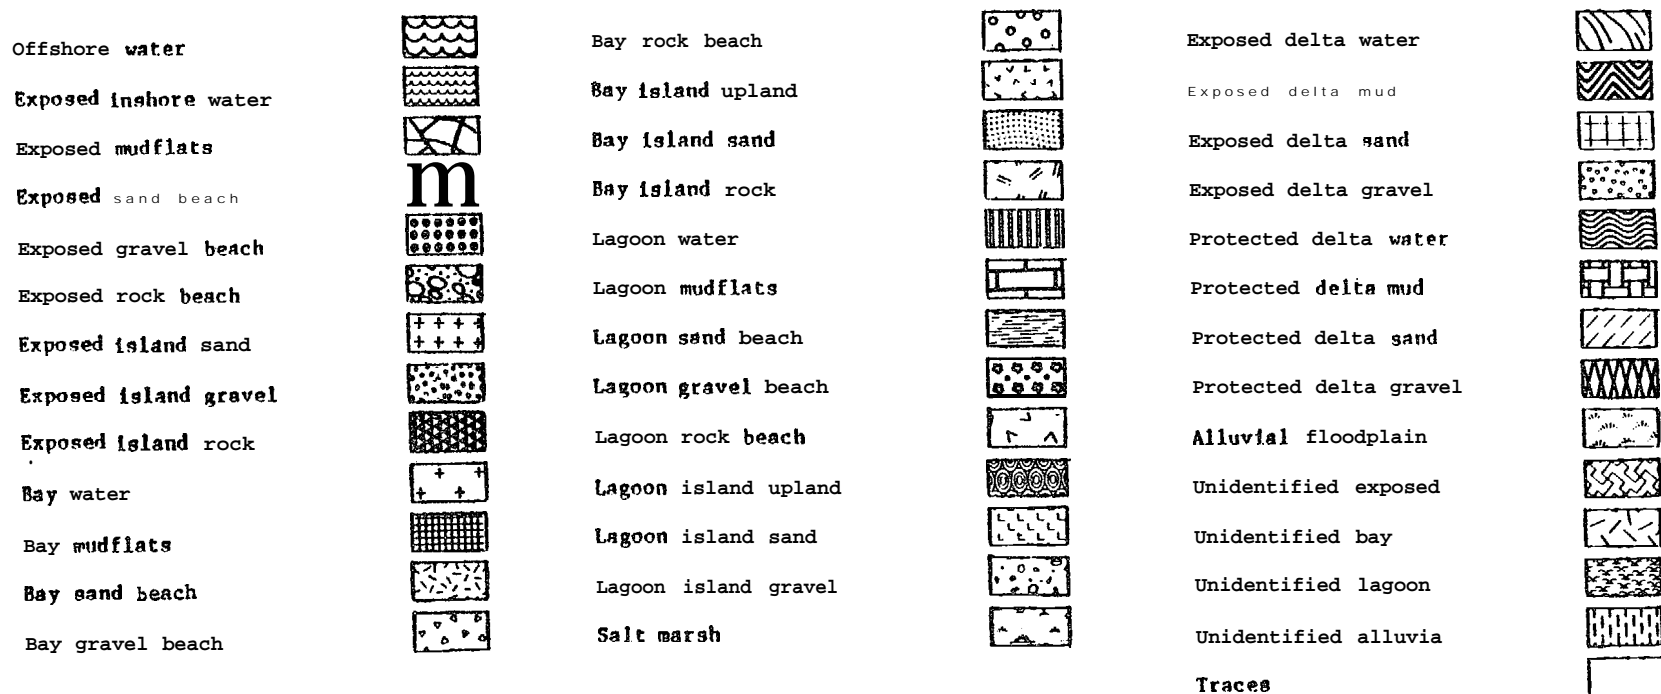 Offshore water
Exposed inshore water
Exposed mudflats
Exposed sand beach
m
Exposed gravel beach
Exposed rock beach
Exposed island sand
Exposed island gravel
Exposed island rock
Bay water
Bay mudflats
Bay sand beach
Bay gravel beach
Bay rock beach
Bay island upland
Bay island sand
Bay island rock
Lagoon water
Lagoon mudflats
Lagoon sand beach
Lagoon gravel beach
Lagoon rock beach
Lagoon island upland
Lagoon island sand
Lagoon island gravel
Salt marsh
Exposed delta water
Exposed delta mud
Exposed delta sand
Exposed delta gravel
Protected delta water
Protected delta mud
Protected delta sand
Protected delta gravel
Alluvial floodplain
Unidentified exposed
Unidentified bay
Unidentified lagoon
Unidentified alluvia
Traces